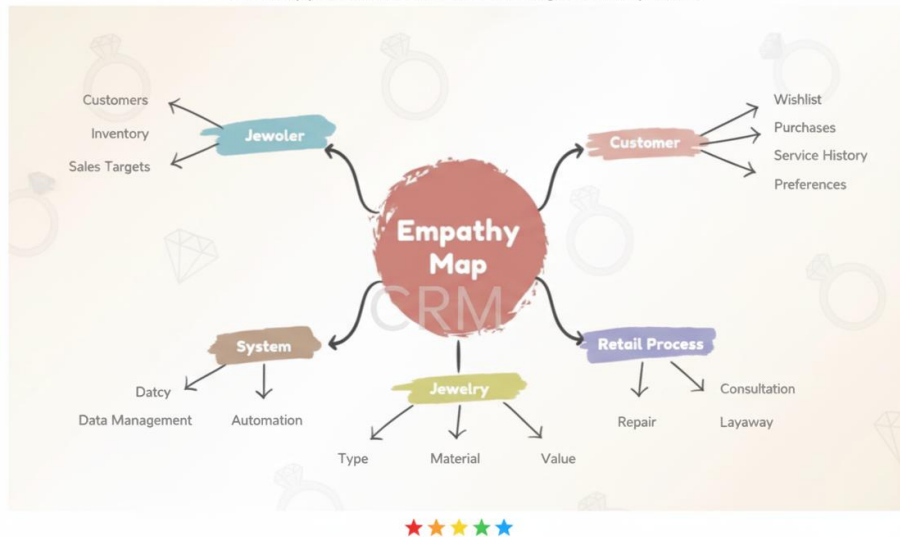 Jewoler
Customers
Inventory
Sales Targets
Customer
Wishlist
Purchases
Service History
Preferences
Empathy
Map
CRM
System
Datcy
Data Management
Automation
Jewelry
Type
Material
Value
Retail Process
Repair
Consultation
Layaway